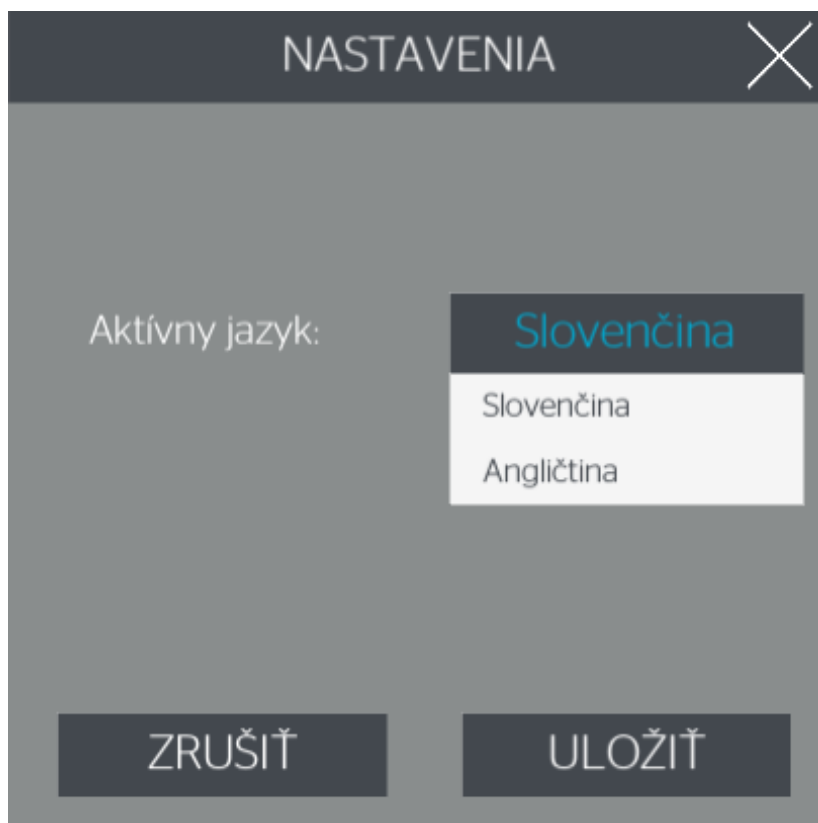 NASTAVENIA
Aktívny jazyk:
Slovenčina
Slovenčina
Angličtina
ZRUŠIŤ
ULOŽIŤ